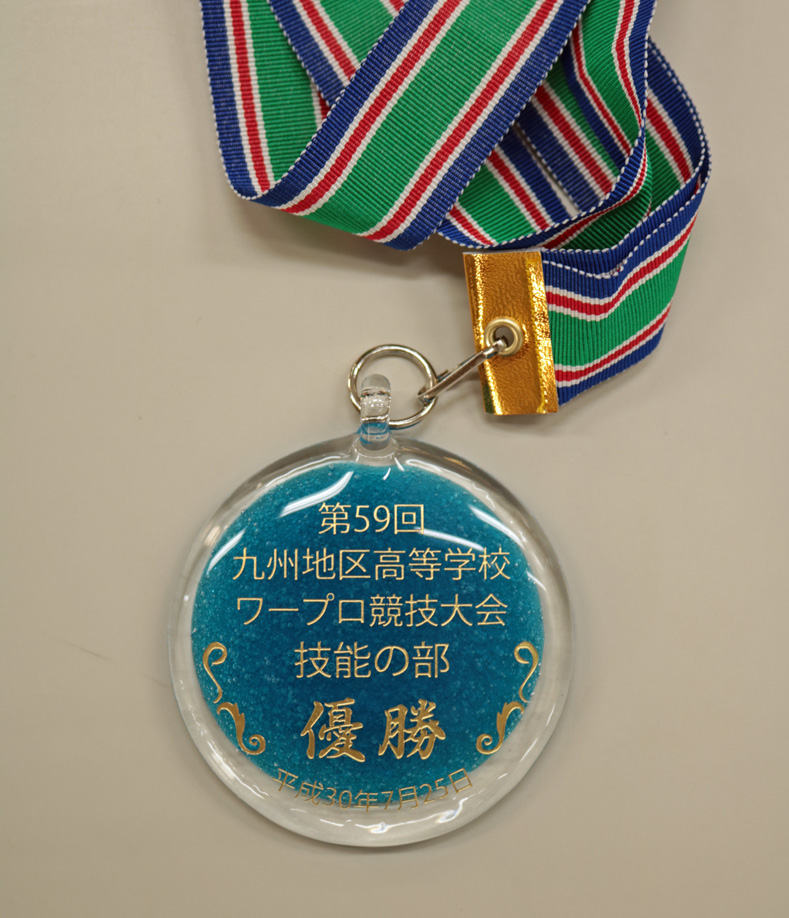 第59回
九州地区高等学校
ワープロ競技大会
技能の部
優勝
平成30年7月25日